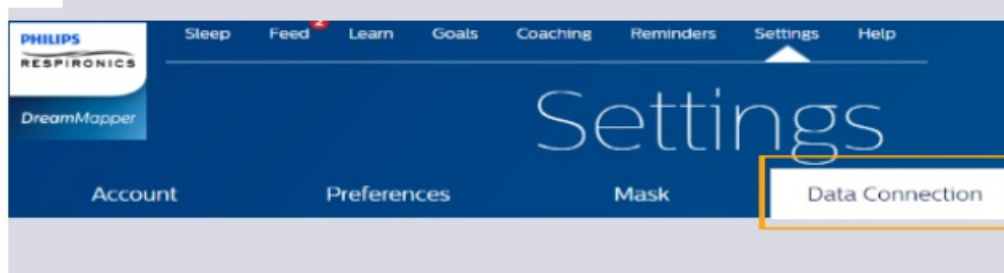 PHILIPS
RESPIRONICS
DreamMapper
Sleep Feed 2 Learn Goals Coaching Reminders Settings Help
Settings
Account Preferences Mask Data Connection